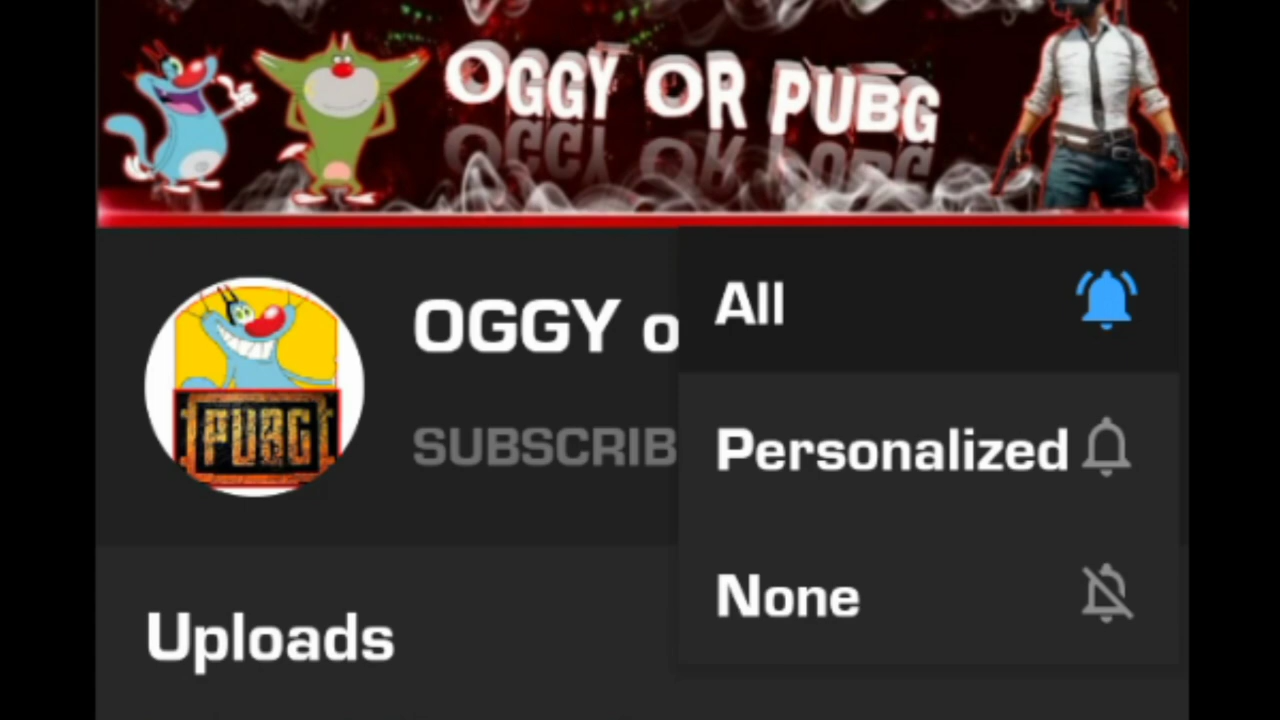 OGGY OR PUBG
OGGY o
SUBSCRIB
PUBG
All
Personalized
None
Uploads